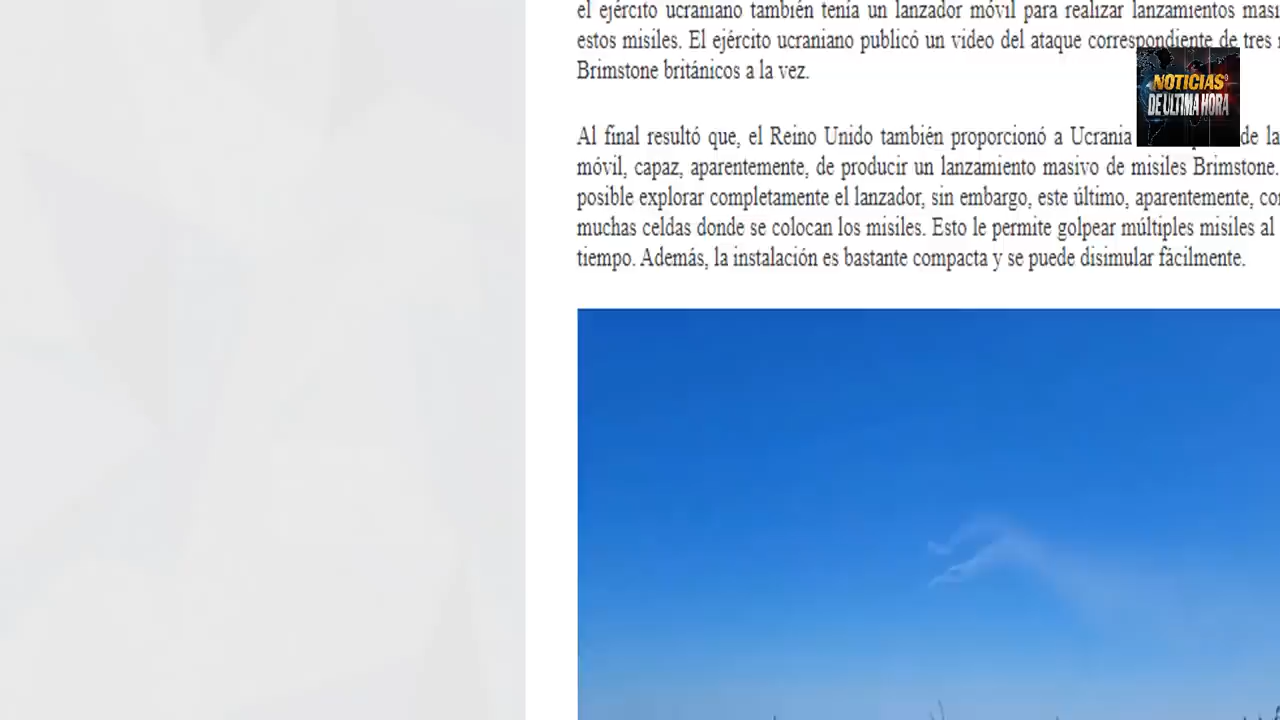 el ejército ucraniano también tenía un lanzador móvil para realizar lanzamientos
estos misiles. El ejército ucraniano publicó un video del ataque correspondiente de tres
Brimstone británicos a la vez.
Al final resultó que, el Reino Unido también proporcionó a Ucrania de
móvil, capaz, aparentemente, de producir un lanzamiento masivo de misiles Brimstone.
posible explorar completamente el lanzador, sin embargo, este último, aparentemente,
muchas celdas donde se colocan los misiles. Esto le permite golpear múltiples misiles al
tiempo. Además, la instalación es bastante compacta y se puede disimular fácilmente.
NOTICIAS
DE ULTIMA HORA